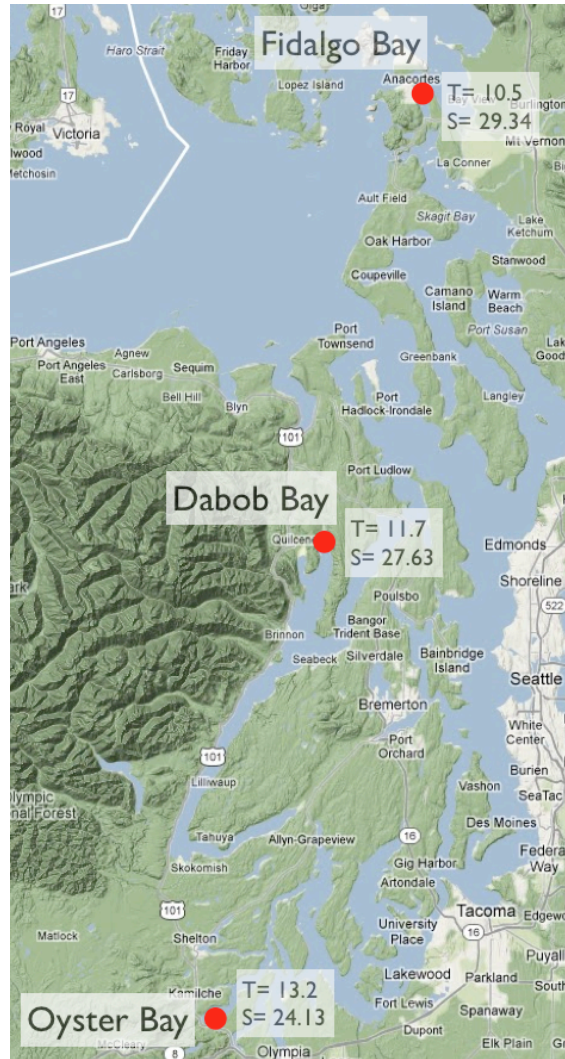 Olga
Haro Strait
Friday
Harbor
Fidalgo Bay
Lopez Island
Anacortes
T= 10.5
S= 29.34
Bay View
Burlington
Mt Vernon
17
17
Royal
Victoria
Metchosin
La Conner
Ault Field
Skagit Bay
Lake
Ketchum
Oak Harbor
Stanwood
Coupeville
Camano
Island
Warm
Beach
Port Susan
Port
Townsend
Port Angeles
Agnew
Port Angeles
East
Carlsborg
Sequim
Greenbank
Bell Hill
Blyn
Port
Hadlock-Irondale
Langley
101
Port Ludlow
Dabob Bay
T= 11.7
S= 27.63
Edmonds
Shoreline
522
Poulsbo
Brinnon
Bangor
Trident Base
Seabeck
Silverdale
Bainbridge
Island
Seattle
Bremerton
White
Center
Port
Orchard
101
Burien
SeaTac
Lilliwaup
Vashon
Des Moines
Tahuya
Allyn-Grapeview
16
Federa
Way
Skokomish
Gig Harbor
Artondale
101
University
Place
Tacoma
16
Matlock
Shelton
Lakewood
Parkland
Kamilche
T= 13.2
S= 24.13
Fort Lewis
Spanaway
Oyster Bay
Dupont
McCleary
8
Olympia
Elk Plain